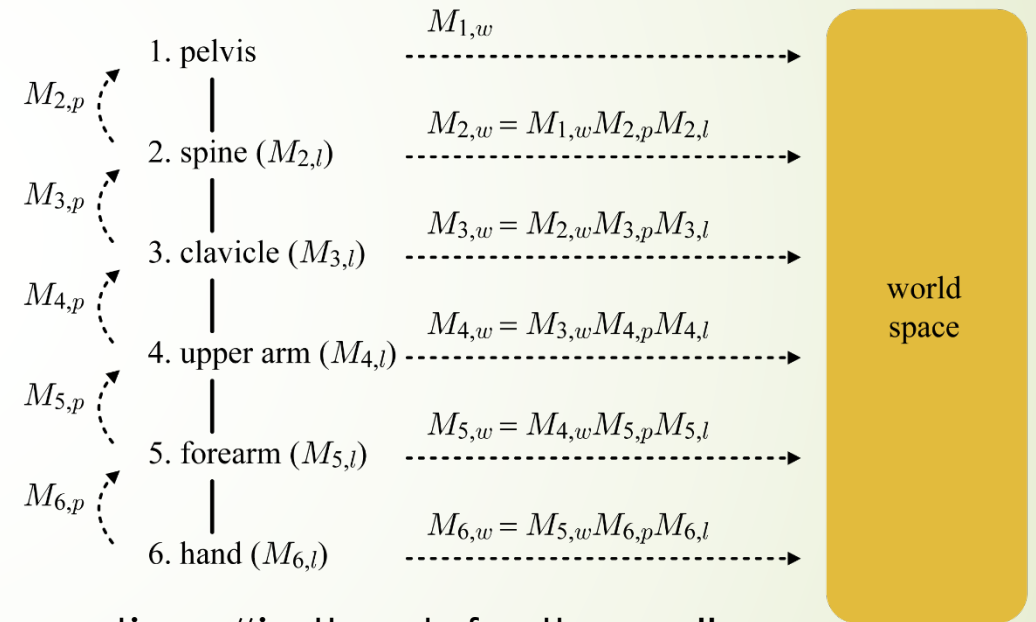 M1,w
1. pelvis
M2,p
M2,w = M1,wM2,pM2,l
2. spine (M2,l)
M3,p
M3,w = M2,wM3,pM3,l
3. clavicle (M3,l)
M4,p
world
space
M4,w = M3,wM4,pM4,l
4. upper arm (M4,l)
M5,p
M5,w = M4,wM5,pM5,l
5. forearm (M5,l)
M6,p
M6,w = M5,wM6,pM6,l
6. hand (M6,l)